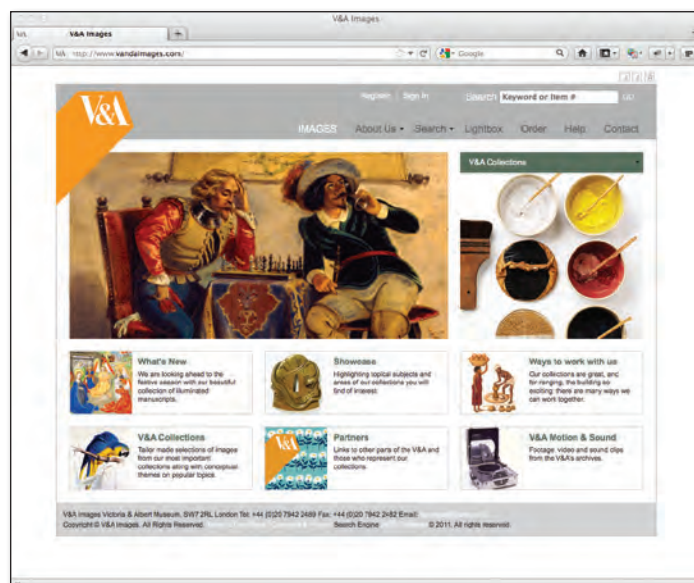 V&A Images
V&A Images
http://www.vandaimages.com/
Google
V&A
Register
Sign In
Search
Keyword or Item #
GO
IMAGES
About Us
Search
Lightbox
Order
Help
Contact
V&A Collections
What's New
We are looking ahead to the
festive season with our beautiful
collection of illuminated
manuscripts.
Showcase
Highlighting topical subjects and
areas of our collections you will
find of interest.
Ways to work with us
Our collections are great, and
far ranging, the building so
exciting: there are many ways we
can work together.
V&A Collections
Tailor made selections of images
from our most important
collections along with conceptual
themes on popular topics.
V&A
Partners
Links to other parts of the V&A and
those who represent our
collections.
V&A Motion & Sound
Footage: video and sound clips
from the V&A's archives.
V&A Images Victoria & Albert Museum, SW7 2RL London Tel: +44 (0)20 7942 2489 Fax: +44 (0)20 7942 2482 Email:
Copyright © V&A Images. All Rights Reserved.
Search Engine
© 2011. All rights reserved.